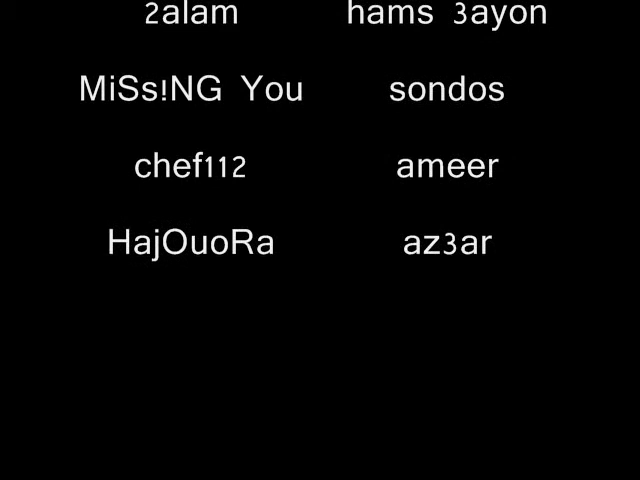 2alam hams 3ayon
MiSs!NG You sondos
chef112 ameer
HajOuoRa az3ar